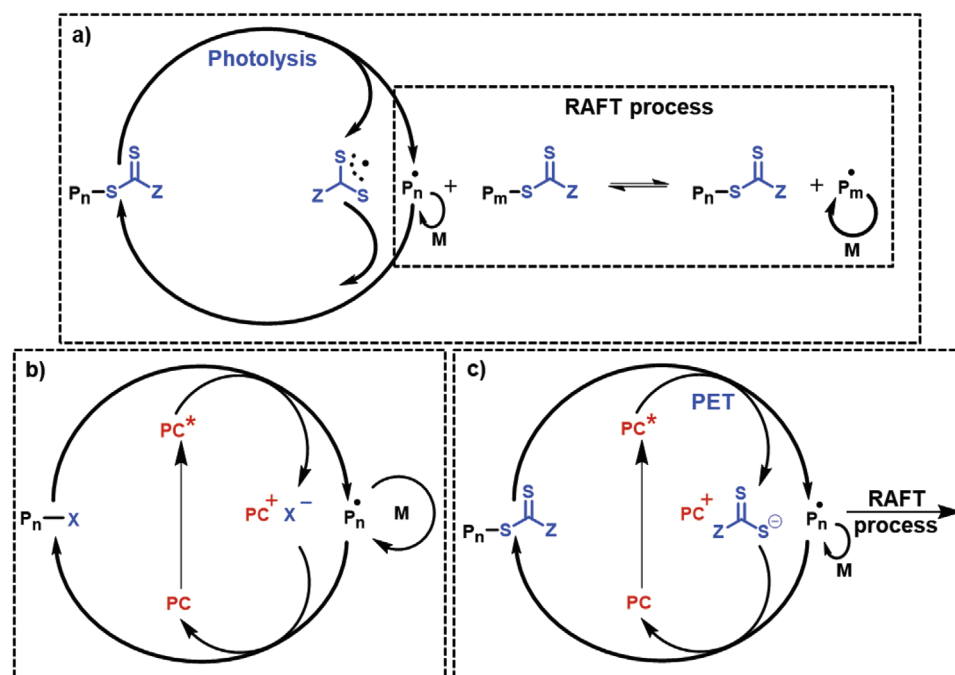 a)
Photolysis
RAFT process
S
Pn–S Z
S
Z S
•
Pn
+
M
S
Pm–S Z
⇌
S
Pn–S Z
+
•
Pm
M
b)
PC*
Pn–X
PC+ X−
•
Pn
M
PC
c)
PET
PC*
S
Pn–S Z
PC+
S
Z S⊖
•
Pn
M
RAFT
process
PC